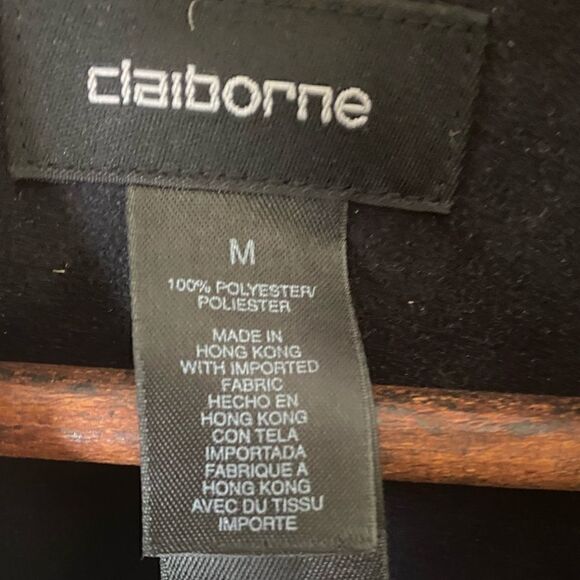 claiborne
M
100% POLYESTER/
POLIESTER
MADE IN
HONG KONG
WITH IMPORTED
FABRIC
HECHO EN
HONG KONG
CON TELA
IMPORTADA
FABRIQUE A
HONG KONG
AVEC DU TISSU
IMPORTE